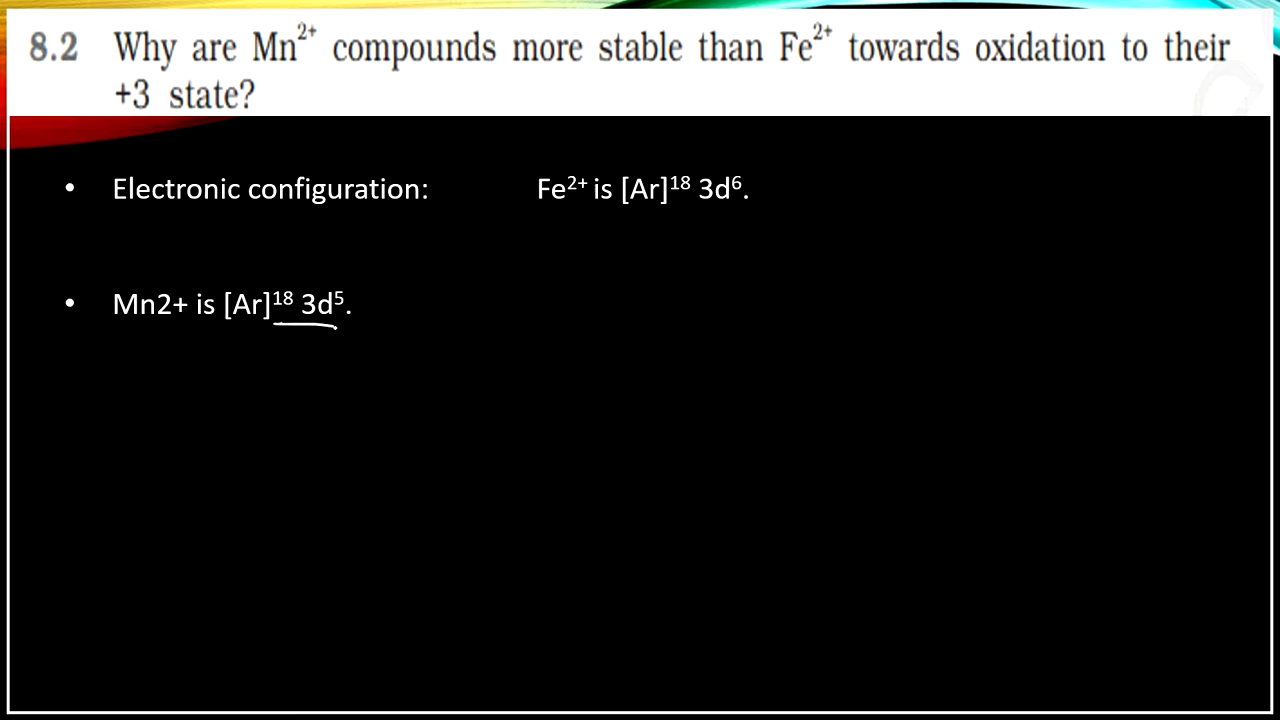 8.2 Why are Mn²⁺ compounds more stable than Fe²⁺ towards oxidation to their
+3 state?
• Electronic configuration: Fe²⁺ is [Ar]¹⁸ 3d⁶.
• Mn2+ is [Ar]¹⁸ 3d⁵.